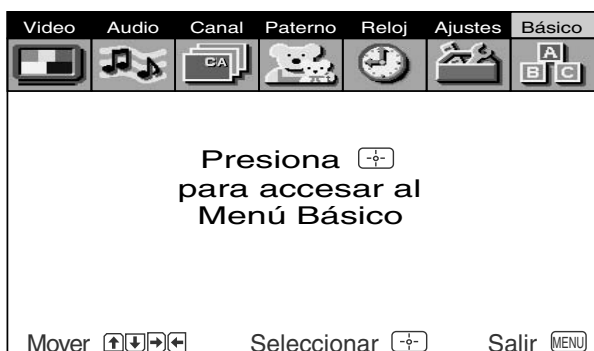 Video Audio Canal Paterno Reloj Ajustes Básico
CA
A
B C
Presiona
para accesar al
Menú Básico
Mover Seleccionar Salir MENU